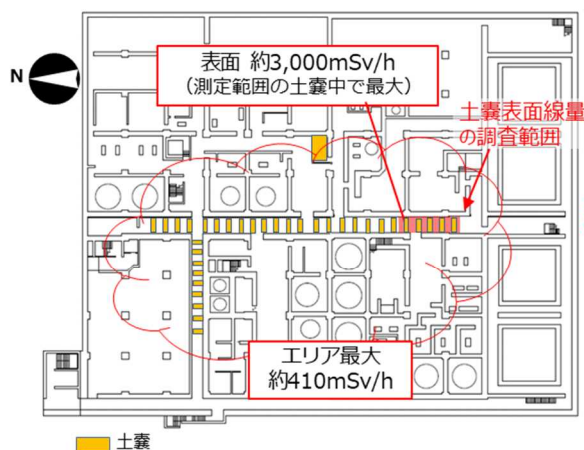 表面 約3,000mSv/h
(測定範囲の土嚢中で最大)
N
土嚢表面線量
の調査範囲
エリア最大
約410mSv/h
土嚢